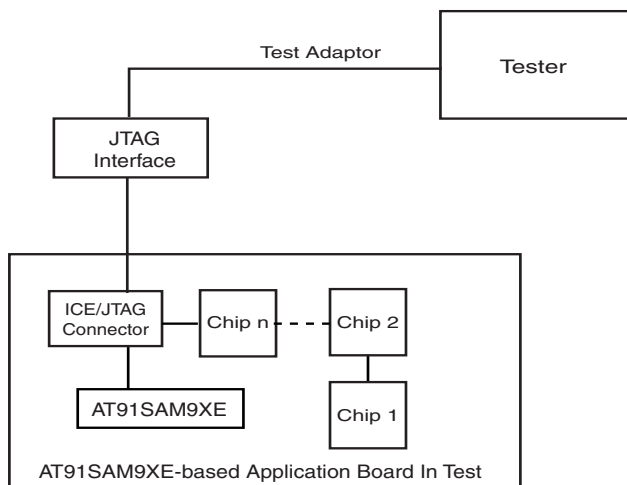 Test Adaptor
Tester
JTAG
Interface
ICE/JTAG
Connector
Chip n
Chip 2
AT91SAM9XE
Chip 1
AT91SAM9XE-based Application Board In Test